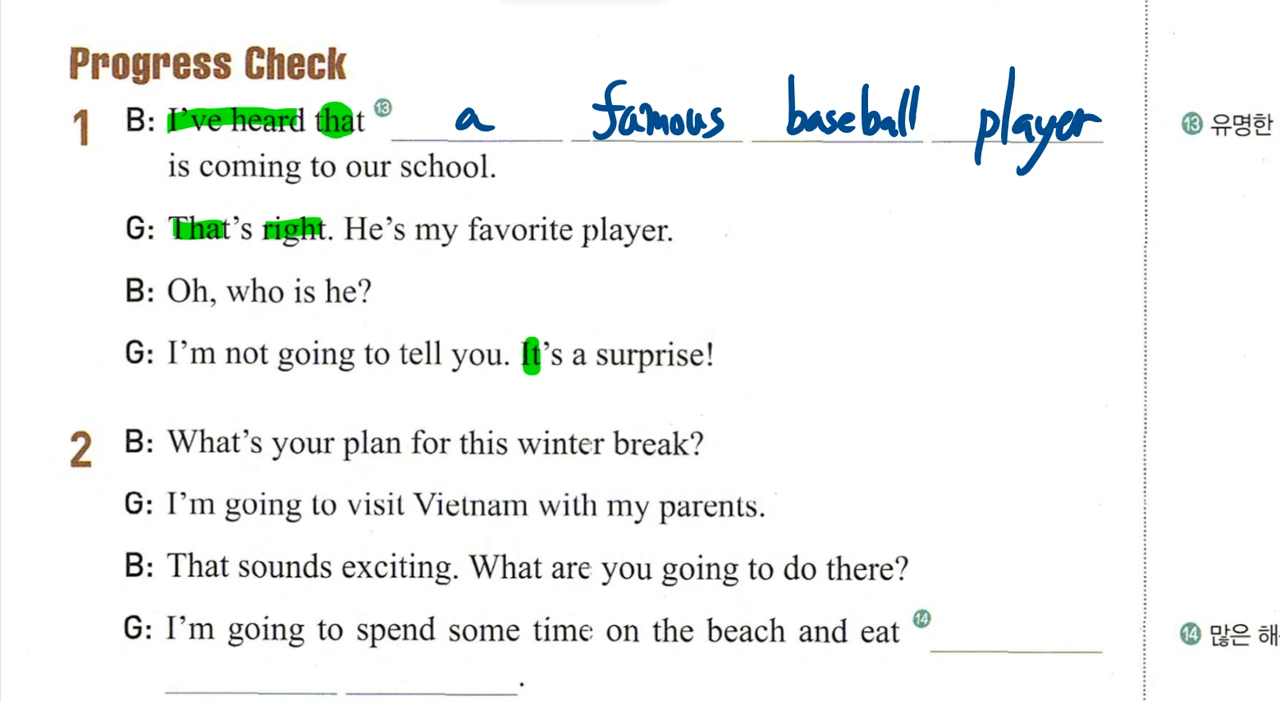 Progress Check
1 B: I've heard that ⑬ a famous baseball player
⑬ 유명한
is coming to our school.
G: That's right. He's my favorite player.
B: Oh, who is he?
G: I'm not going to tell you. It's a surprise!
2 B: What's your plan for this winter break?
G: I'm going to visit Vietnam with my parents.
B: That sounds exciting. What are you going to do there?
G: I'm going to spend some time on the beach and eat ⑭
⑭ 많은
.